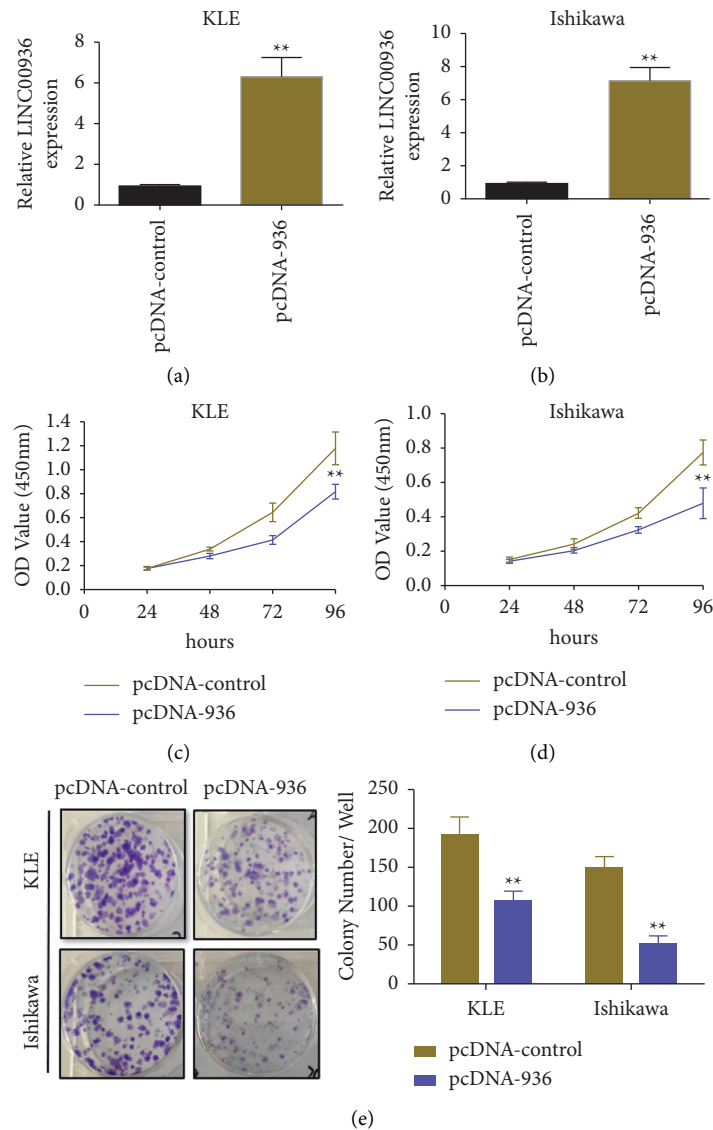 KLE
Relative LINC00936
expression
8
6
4
2
0
**
pcDNA-control
pcDNA-936
(a)
Ishikawa
Relative LINC00936
expression
10
8
6
4
2
0
**
pcDNA-control
pcDNA-936
(b)
KLE
OD Value (450nm)
1.4
1.2
1.0
0.8
0.6
0.4
0.2
0.0
**
0
24
48
72
96
hours
pcDNA-control
pcDNA-936
(c)
Ishikawa
OD Value (450nm)
1.0
0.8
0.6
0.4
0.2
0.0
**
0
24
48
72
96
hours
pcDNA-control
pcDNA-936
(d)
pcDNA-control
pcDNA-936
KLE
Ishikawa
Colony Number/ Well
250
200
150
100
50
0
**
**
KLE
Ishikawa
pcDNA-control
pcDNA-936
(e)